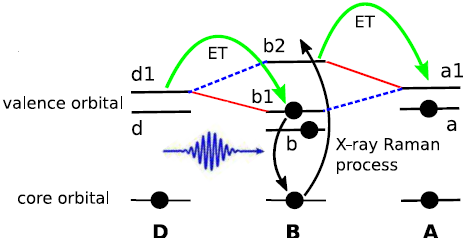 ET
ET
b2
d1
a1
valence orbital
b1
d
a
b
X-ray Raman
process
core orbital
D
B
A